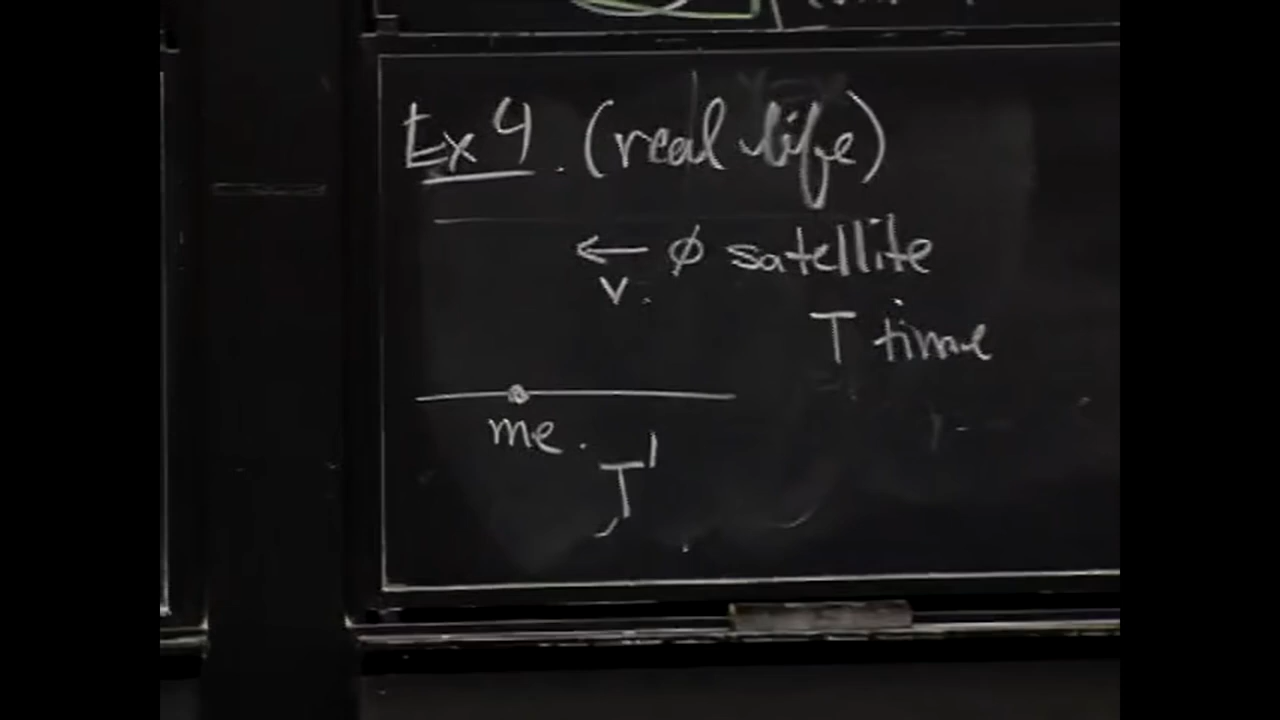 Ex 4. (real life)
← φ satellite
v.
T time
me.
T'